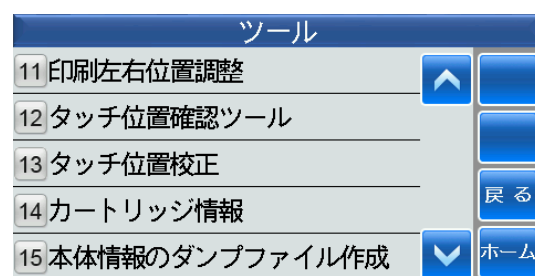 ツール
11 印刷左右位置調整
12 タッチ位置確認ツール
13 タッチ位置校正
14 カートリッジ情報
15 本体情報のダンプファイル作成
戻る
ホーム